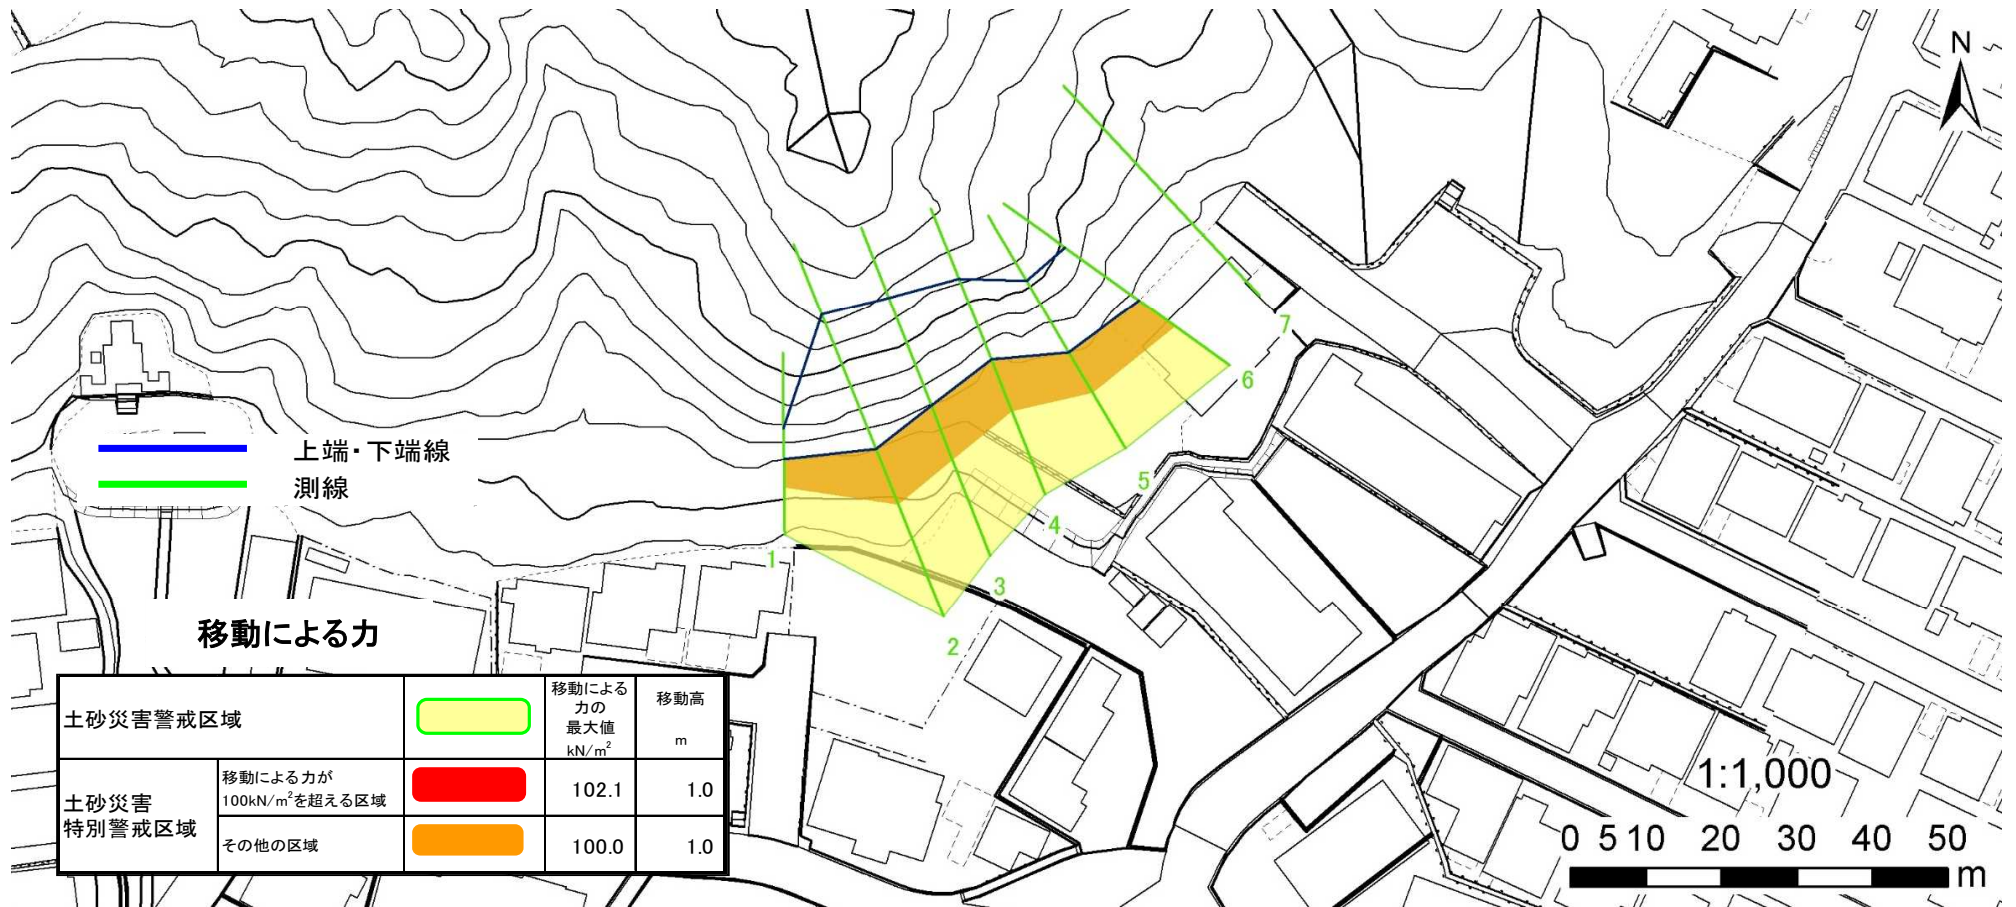 N
7
6
5
4
3
2
1
上端・下端線
測線
移動による力
土砂災害警戒区域
移動による
力の
最大値
kN/m²
移動高
m
土砂災害
特別警戒区域
移動による力が
100kN/m²を超える区域
102.1
1.0
その他の区域
100.0
1.0
1:1,000
0 5 10 20 30 40 50
m